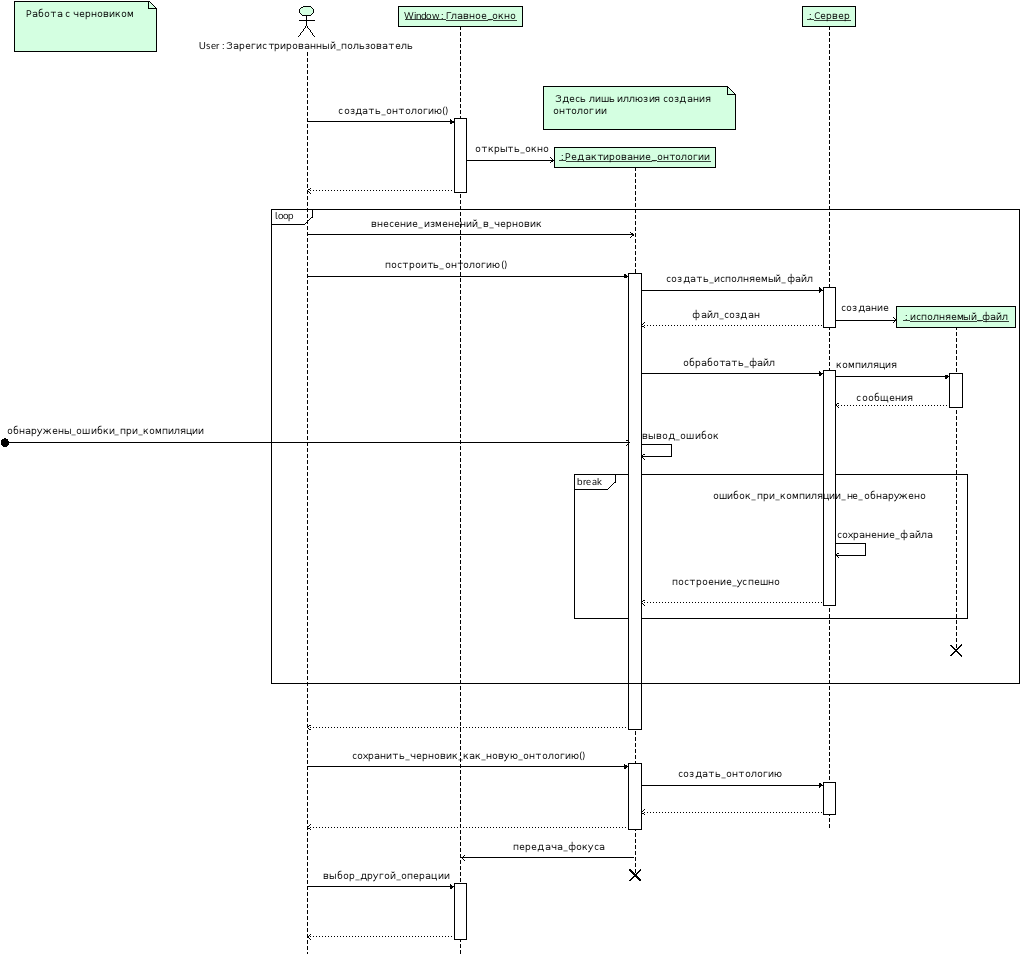 Работа с черновиком
Window : Главное_окно
: Сервер
User : Зарегистрированный_пользователь
Здесь лишь иллюзия создания
онтологии
создать_онтологию()
открыть_окно
:Редактирование_онтологии
loop
внесение_изменений_в_черновик
построить_онтологию()
создать_исполняемый_файл
создание
файл_создан
: исполняемый_файл
обработать_файл
компиляция
сообщения
обнаружены_ошибки_при_компиляции
вывод_ошибок
break
ошибок_при_компиляции_не_обнаружено
сохранение_файла
построение_успешно
сохранить_черновик_как_новую_онтологию()
создать_онтологию
передача_фокуса
выбор_другой_операции